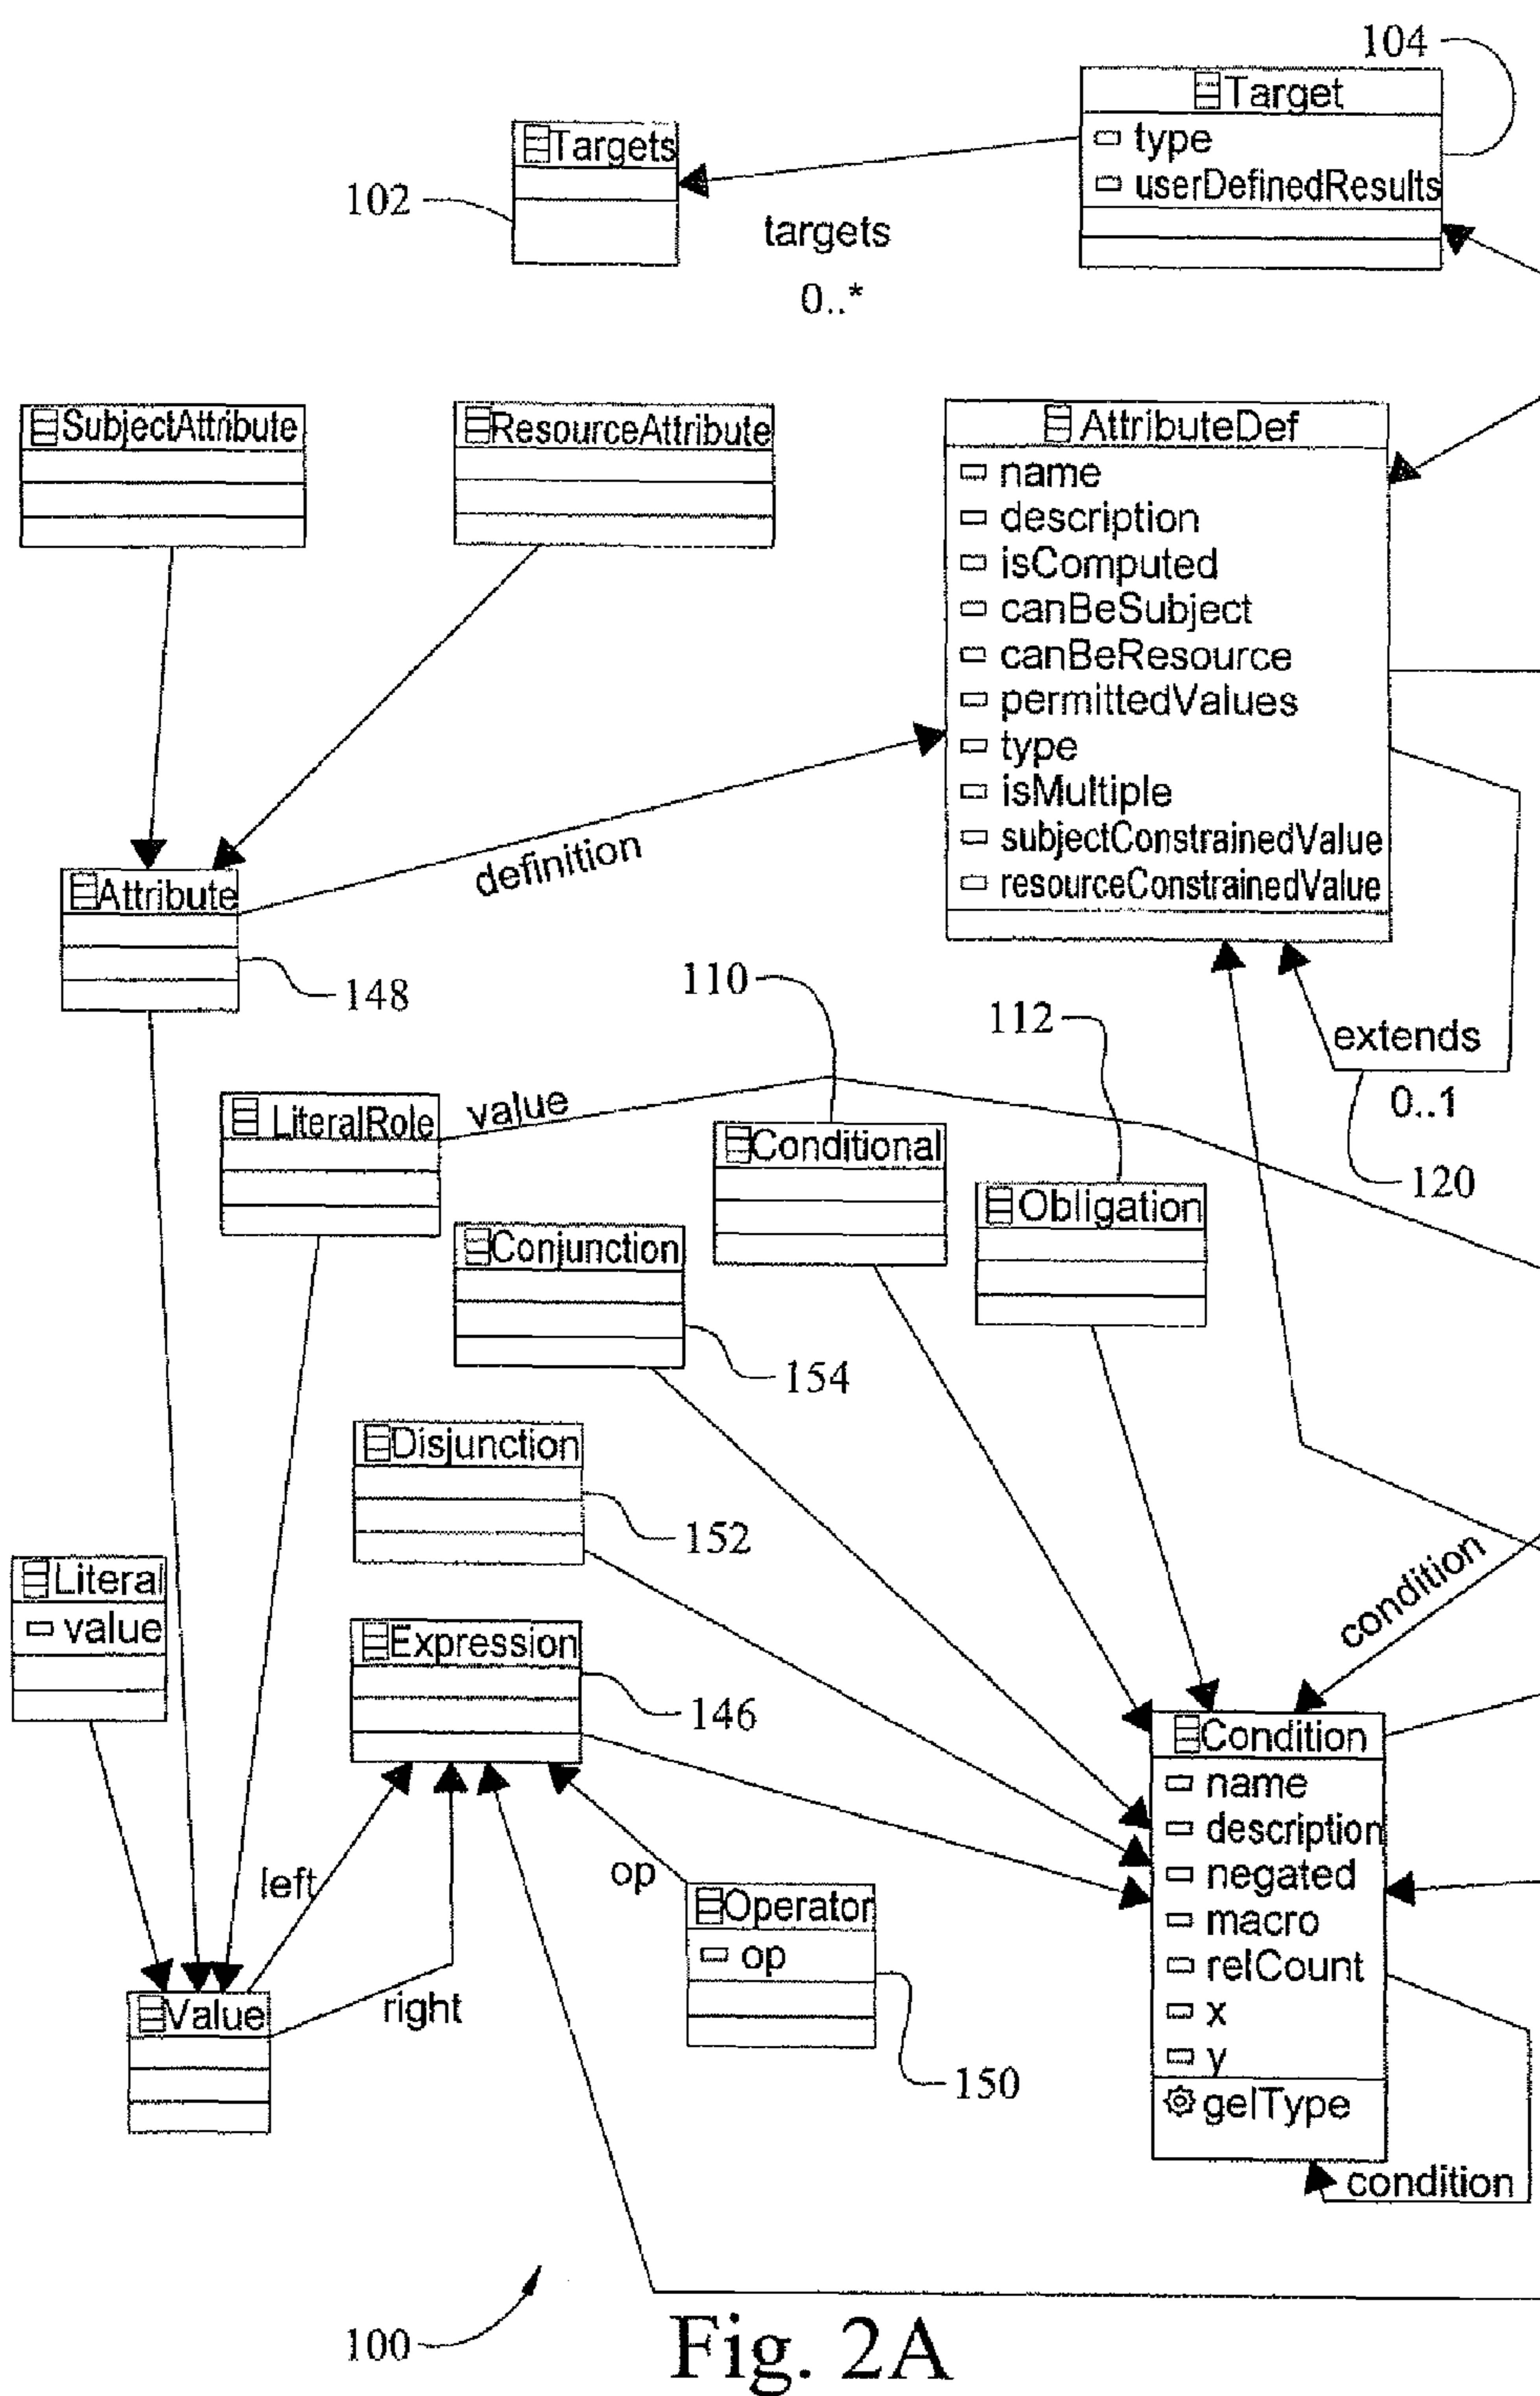 104
Target
type
userDefinedResults
Targets
102
targets
0..*
SubjectAttribute
ResourceAttribute
AttributeDef
name
description
isComputed
canBeSubject
canBeResource
permittedValues
type
isMultiple
subjectConstrainedValue
resourceConstrainedValue
definition
Attribute
148
110
112
extends
0..1
120
LiteralRole
value
Conditional
Obligation
Conjunction
154
Disjunction
152
Literal
value
Expression
146
condition
Condition
name
description
negated
macro
relCount
x
y
gelType
condition
left
right
op
Operator
op
150
Value
100
Fig. 2A